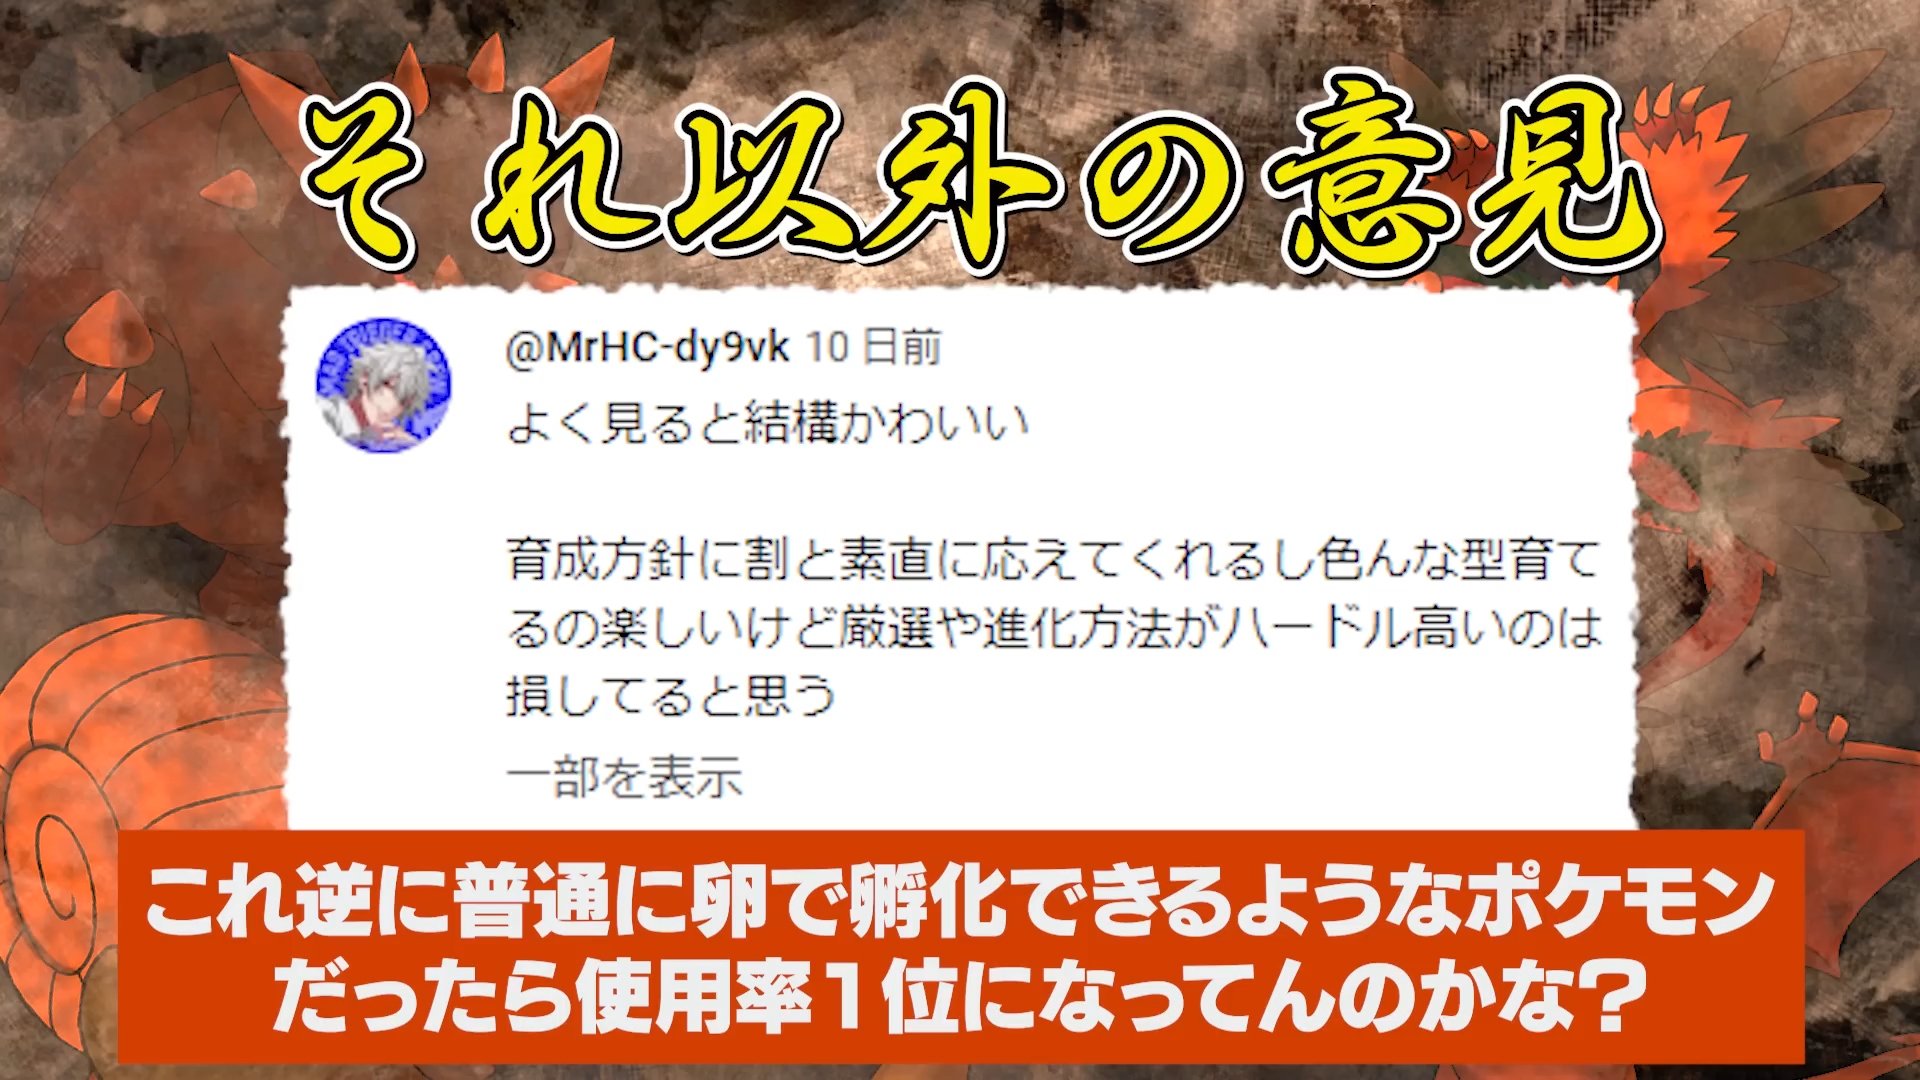 それ以外の意見
@MrHC-dy9vk 10 日前
よく見ると結構かわいい
育成方針に割と素直に応えてくれるし色んな型育て
るの楽しいけど厳選や進化方法がハードル高いのは
損してると思う
一部を表示
これ逆に普通に卵で孵化できるようなポケモン
だったら使用率1位になってんのかな?